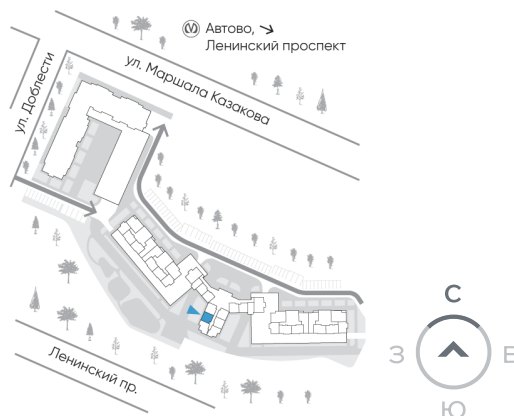 М Автово, ↘
Ленинский проспект
ул. Маршала Казакова
ул. Доблести
Ленинский пр.
С
З
В
Ю